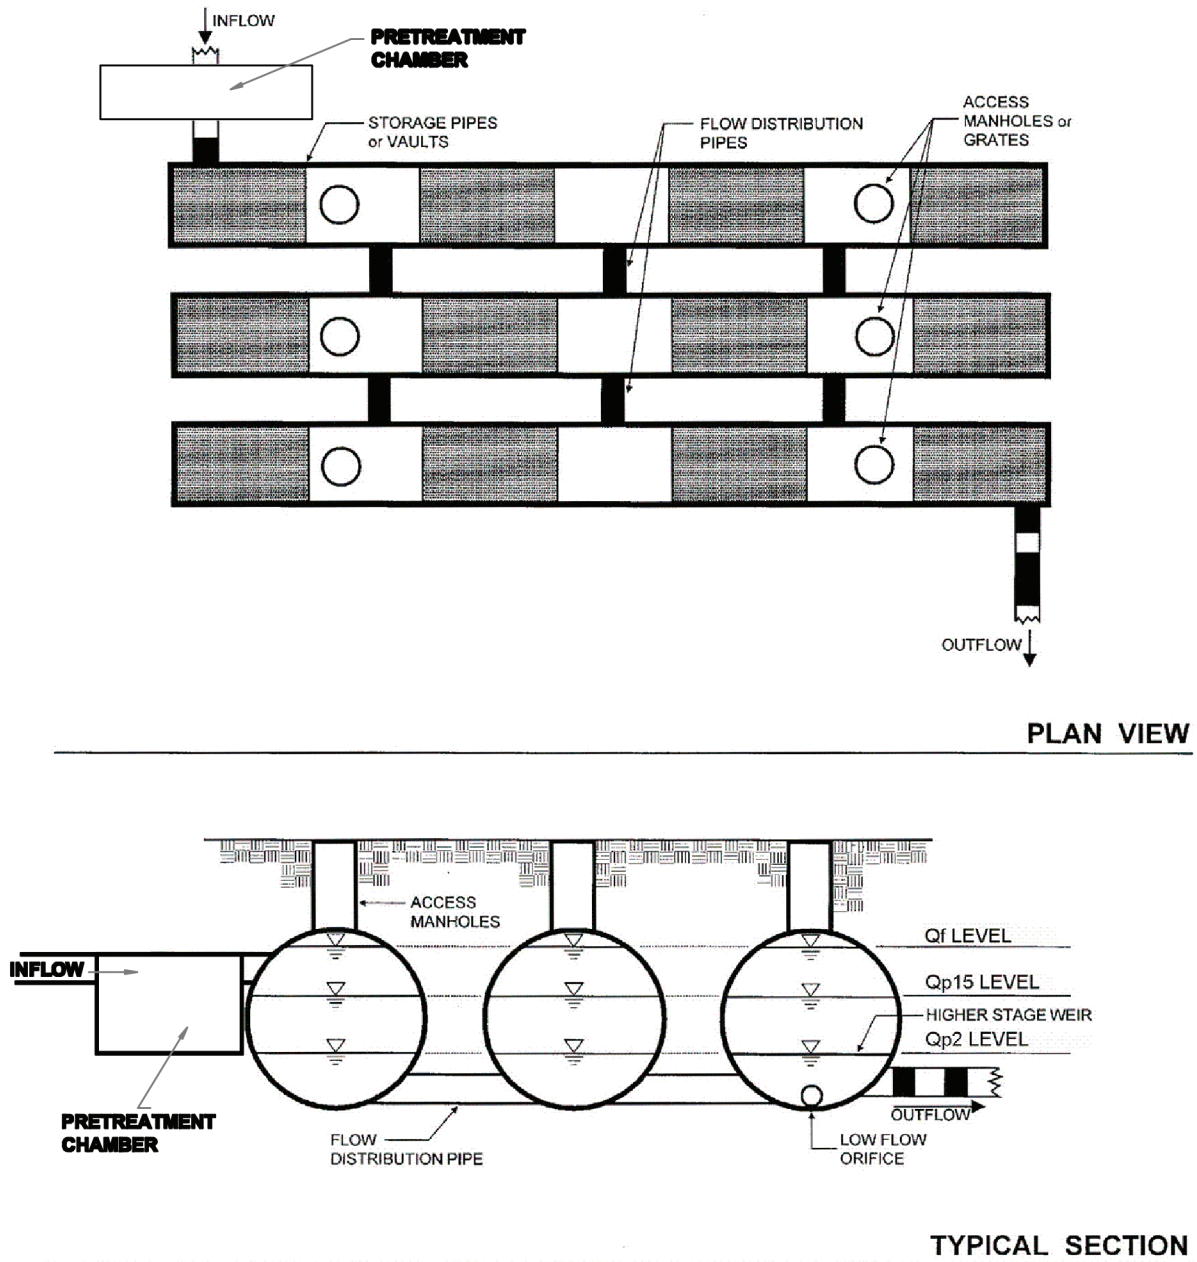 INFLOW
PRETREATMENT
CHAMBER
STORAGE PIPES
or VAULTS
FLOW DISTRIBUTION
PIPES
ACCESS
MANHOLES or
GRATES
OUTFLOW
PLAN VIEW
ACCESS
MANHOLES
Qf LEVEL
INFLOW
Qp15 LEVEL
HIGHER STAGE WEIR
Qp2 LEVEL
OUTFLOW
PRETREATMENT
CHAMBER
FLOW
DISTRIBUTION PIPE
LOW FLOW
ORIFICE
TYPICAL SECTION